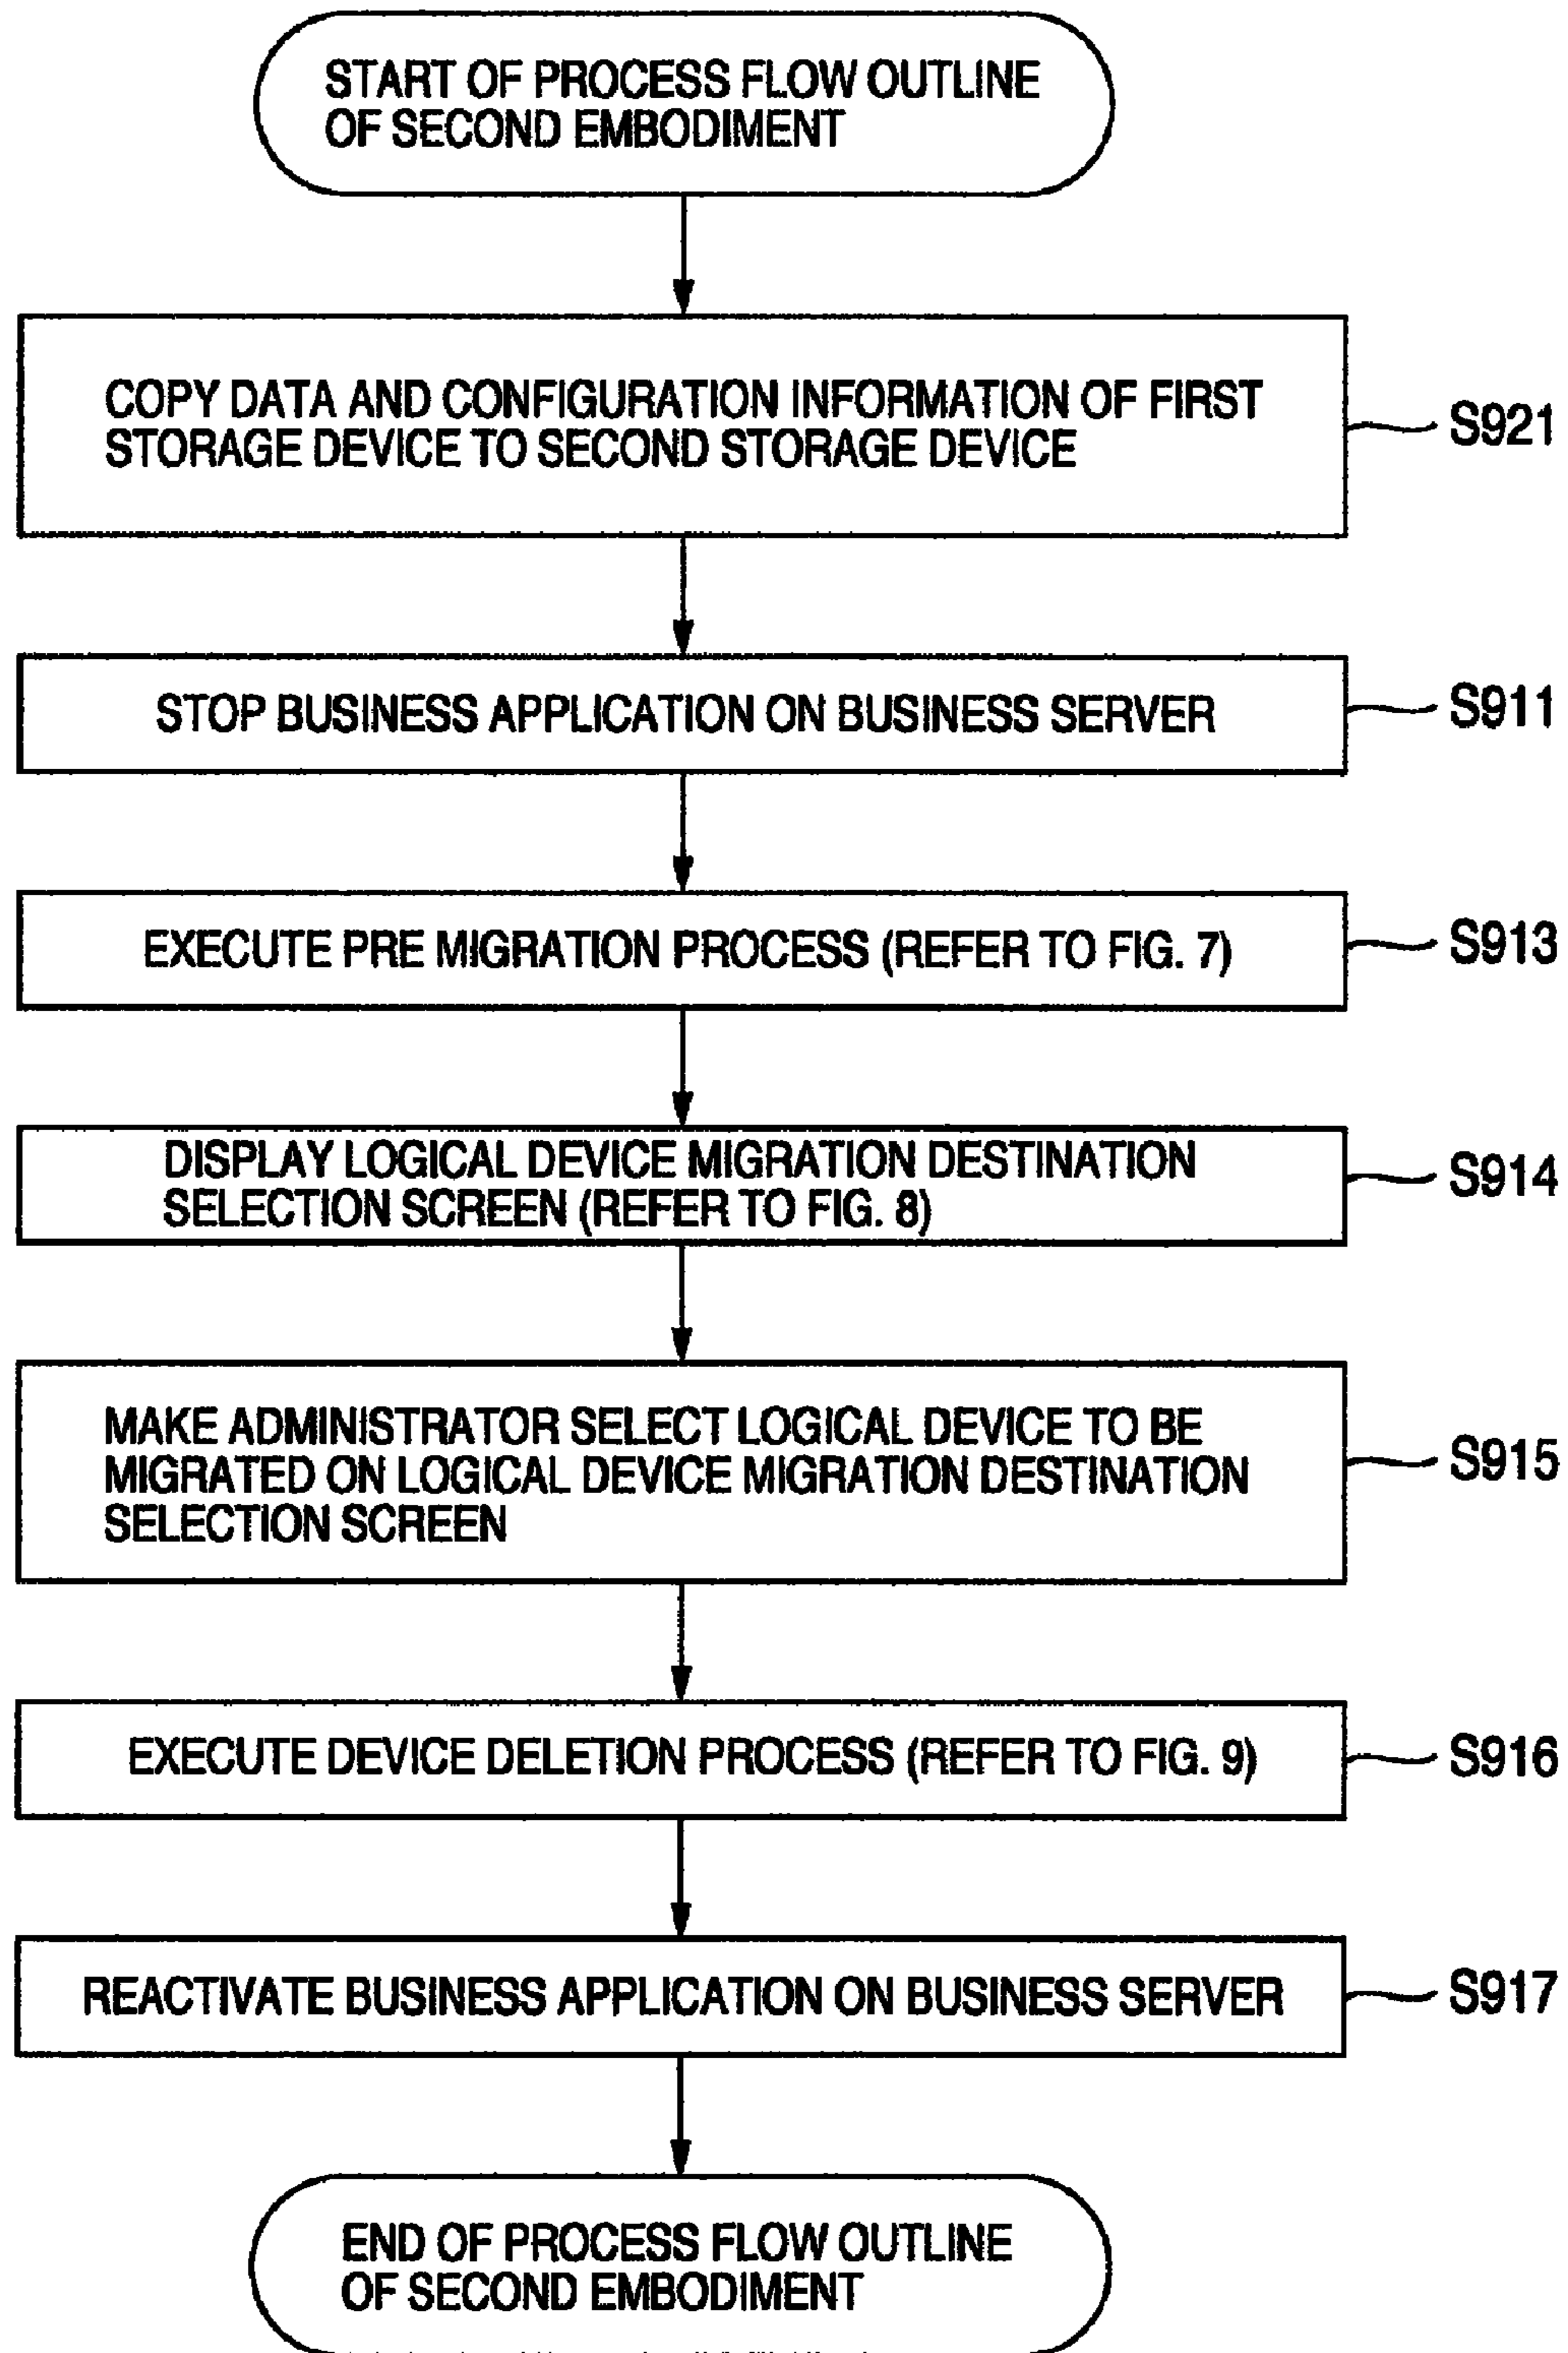 START OF PROCESS FLOW OUTLINE
OF SECOND EMBODIMENT
COPY DATA AND CONFIGURATION INFORMATION OF FIRST
STORAGE DEVICE TO SECOND STORAGE DEVICE
S921
STOP BUSINESS APPLICATION ON BUSINESS SERVER
S911
EXECUTE PRE MIGRATION PROCESS (REFER TO FIG. 7)
S913
DISPLAY LOGICAL DEVICE MIGRATION DESTINATION
SELECTION SCREEN (REFER TO FIG. 8)
S914
MAKE ADMINISTRATOR SELECT LOGICAL DEVICE TO BE
MIGRATED ON LOGICAL DEVICE MIGRATION DESTINATION
SELECTION SCREEN
S915
EXECUTE DEVICE DELETION PROCESS (REFER TO FIG. 9)
S916
REACTIVATE BUSINESS APPLICATION ON BUSINESS SERVER
S917
END OF PROCESS FLOW OUTLINE
OF SECOND EMBODIMENT